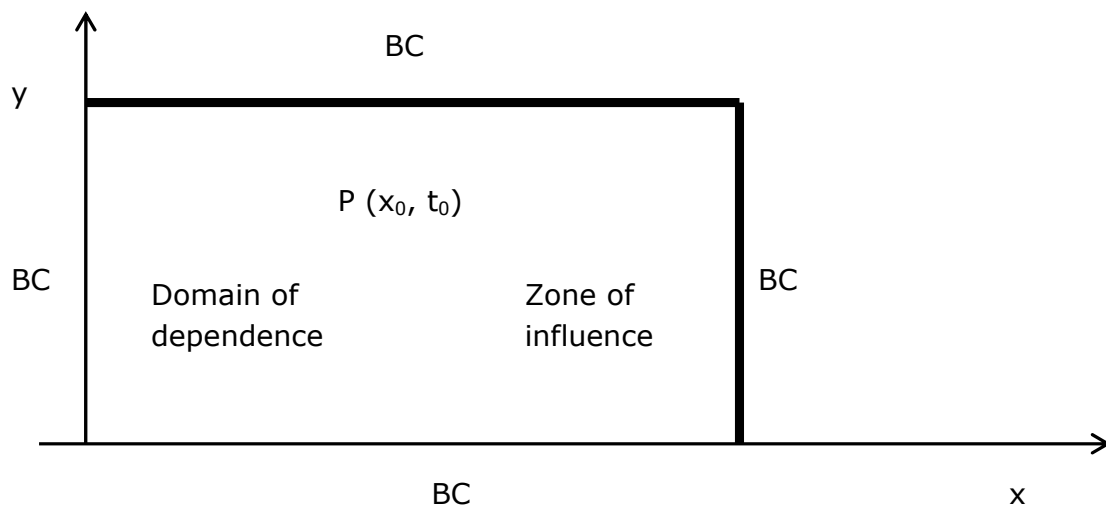 BC
y
P (x₀, t₀)
BC
BC
Domain of
dependence
Zone of
influence
BC
x